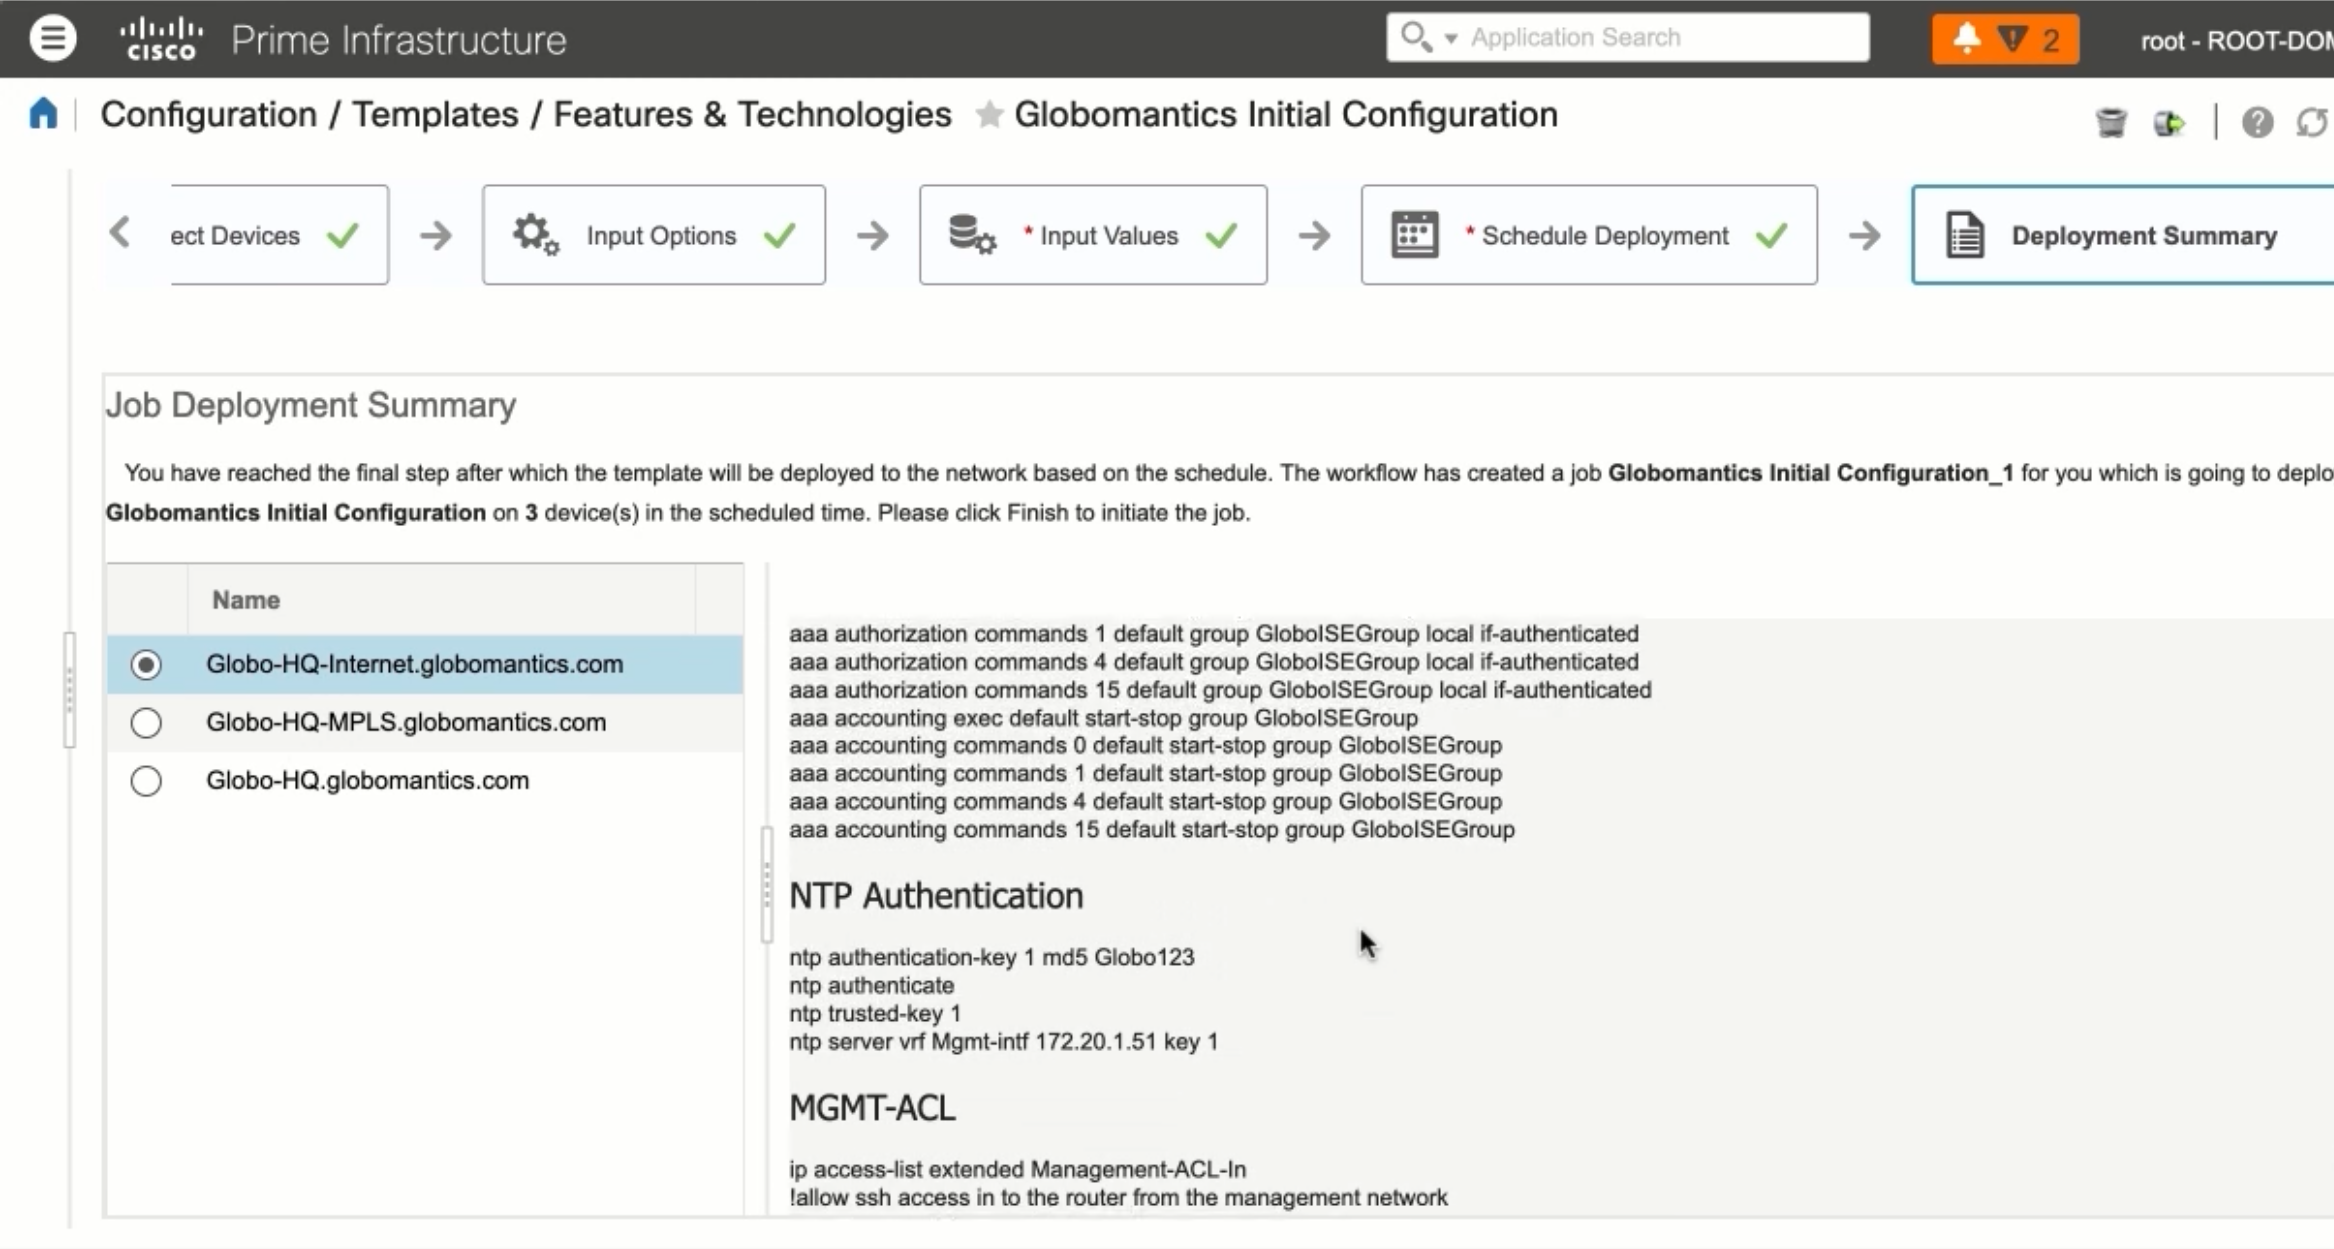 CISCO Prime Infrastructure
Application Search
2
root - ROOT-DOM
Configuration / Templates / Features & Technologies Globomantics Initial Configuration
ect Devices
Input Options
* Input Values
* Schedule Deployment
Deployment Summary
Job Deployment Summary
You have reached the final step after which the template will be deployed to the network based on the schedule. The workflow has created a job Globomantics Initial Configuration_1 for you which is going to deplo
Globomantics Initial Configuration on 3 device(s) in the scheduled time. Please click Finish to initiate the job.
Name
Globo-HQ-Internet.globomantics.com
Globo-HQ-MPLS.globomantics.com
Globo-HQ.globomantics.com
aaa authorization commands 1 default group GloboISEGroup local if-authenticated
aaa authorization commands 4 default group GloboISEGroup local if-authenticated
aaa authorization commands 15 default group GloboISEGroup local if-authenticated
aaa accounting exec default start-stop group GloboISEGroup
aaa accounting commands 0 default start-stop group GloboISEGroup
aaa accounting commands 1 default start-stop group GloboISEGroup
aaa accounting commands 4 default start-stop group GloboISEGroup
aaa accounting commands 15 default start-stop group GloboISEGroup
NTP Authentication
ntp authentication-key 1 md5 Globo123
ntp authenticate
ntp trusted-key 1
ntp server vrf Mgmt-intf 172.20.1.51 key 1
MGMT-ACL
ip access-list extended Management-ACL-In
!allow ssh access in to the router from the management network